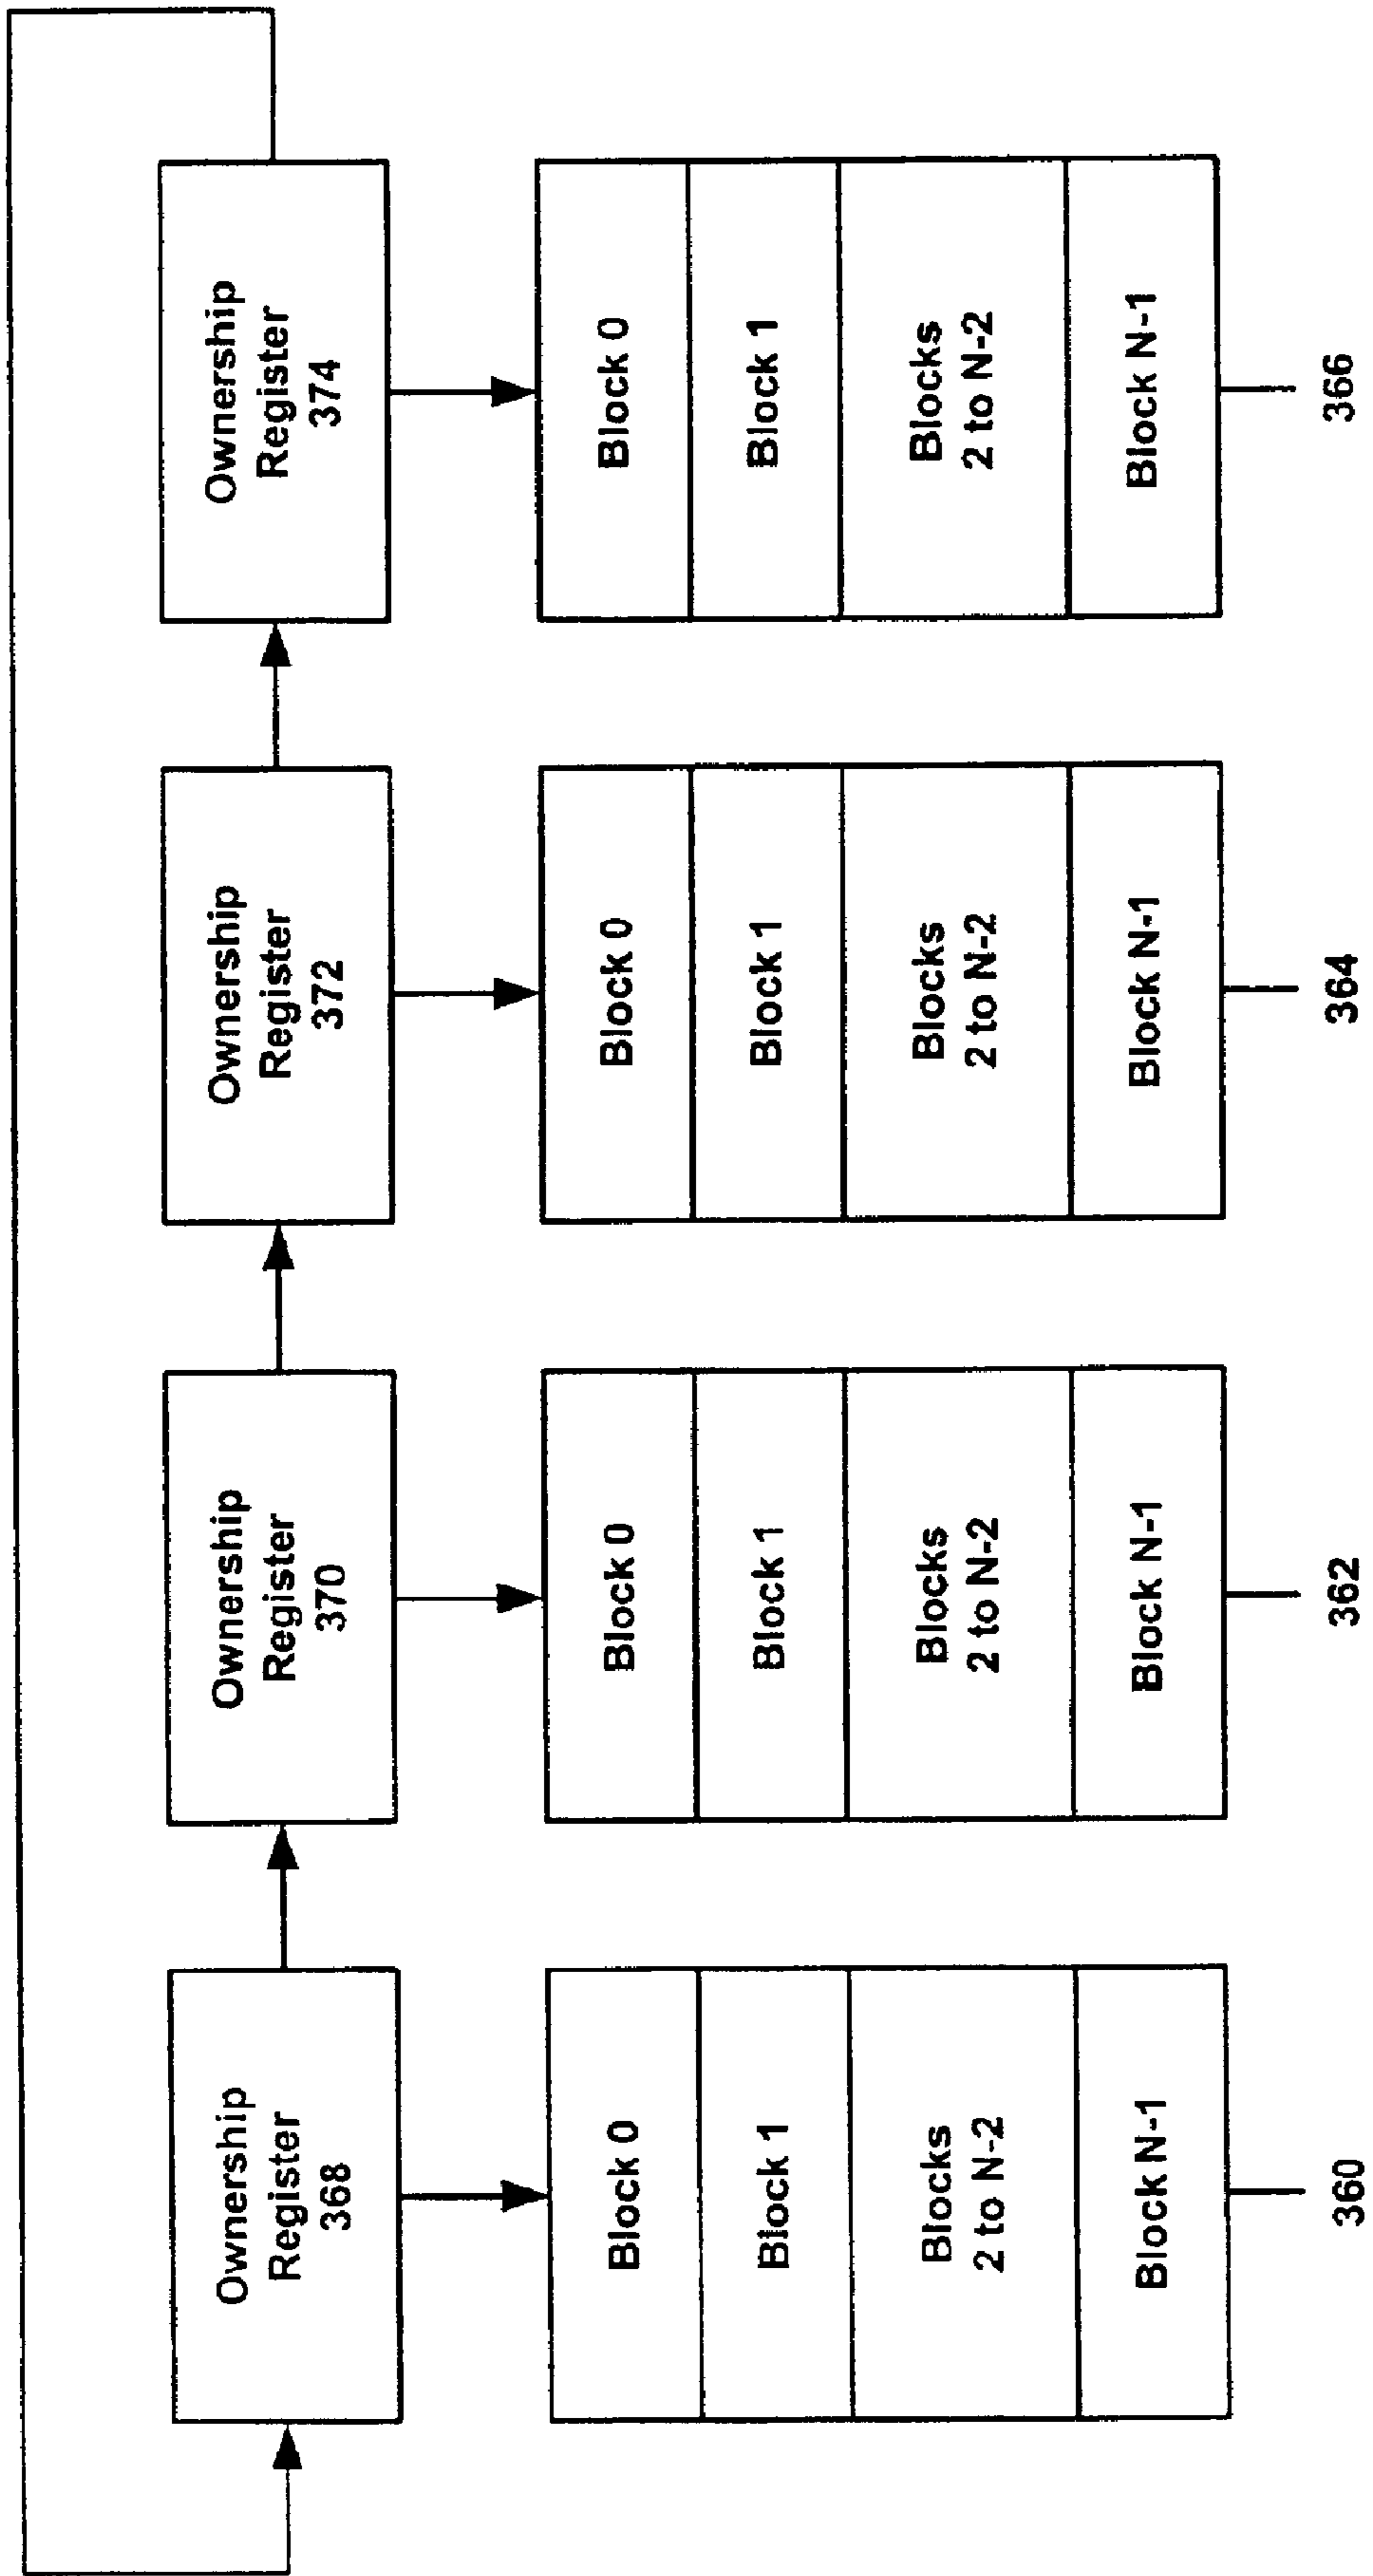 Ownership
Register
368
Ownership
Register
370
Ownership
Register
372
Ownership
Register
374
Block 0
Block 1
Blocks
2 to N-2
Block N-1
360
Block 0
Block 1
Blocks
2 to N-2
Block N-1
362
Block 0
Block 1
Blocks
2 to N-2
Block N-1
364
Block 0
Block 1
Blocks
2 to N-2
Block N-1
366